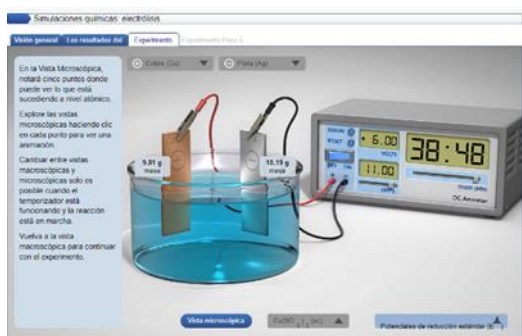 Simulaciones químicas: electrólisis
Visión general
Los resultados del
Experimento
En la Vista Microscópica,
notará cinco puntos donde
puede ver lo que está
sucediendo a nivel atómico.
Explore las vistas
microscópicas haciendo clic
en cada punto para ver una
animación.
Cambiar entre vistas
macroscópicas y
microscópicas solo es
posible cuando el
temporizador está
funcionando y la reacción
está en marcha.
Vuelva a la vista
macroscópica para continuar
con el experimento.
Cobre (Cu)
Plata (Ag)
9.81 g
masa
10.19 g
masa
RESET
6.00
VOLTS
11.00
AMPS
38:48
DC Ammeter
Vista microscópica
Potenciales de reducción estándar